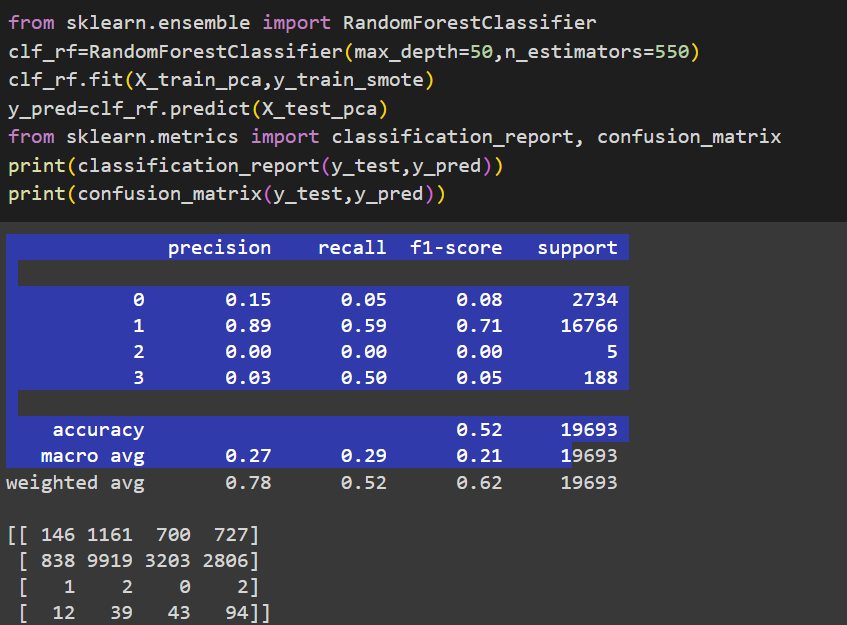 from sklearn.ensemble import RandomForestClassifier
clf_rf=RandomForestClassifier(max_depth=50,n_estimators=550)
clf_rf.fit(X_train_pca,y_train_smote)
y_pred=clf_rf.predict(X_test_pca)
from sklearn.metrics import classification_report, confusion_matrix
print(classification_report(y_test,y_pred))
print(confusion_matrix(y_test,y_pred))
precision recall f1-score support
0 0.15 0.05 0.08 2734
1 0.89 0.59 0.71 16766
2 0.00 0.00 0.00 5
3 0.03 0.50 0.05 188
accuracy 0.52 19693
macro avg 0.27 0.29 0.21 19693
weighted avg 0.78 0.52 0.62 19693
[[ 146 1161 700 727]
[ 838 9919 3203 2806]
[ 1 2 0 2]
[ 12 39 43 94]]